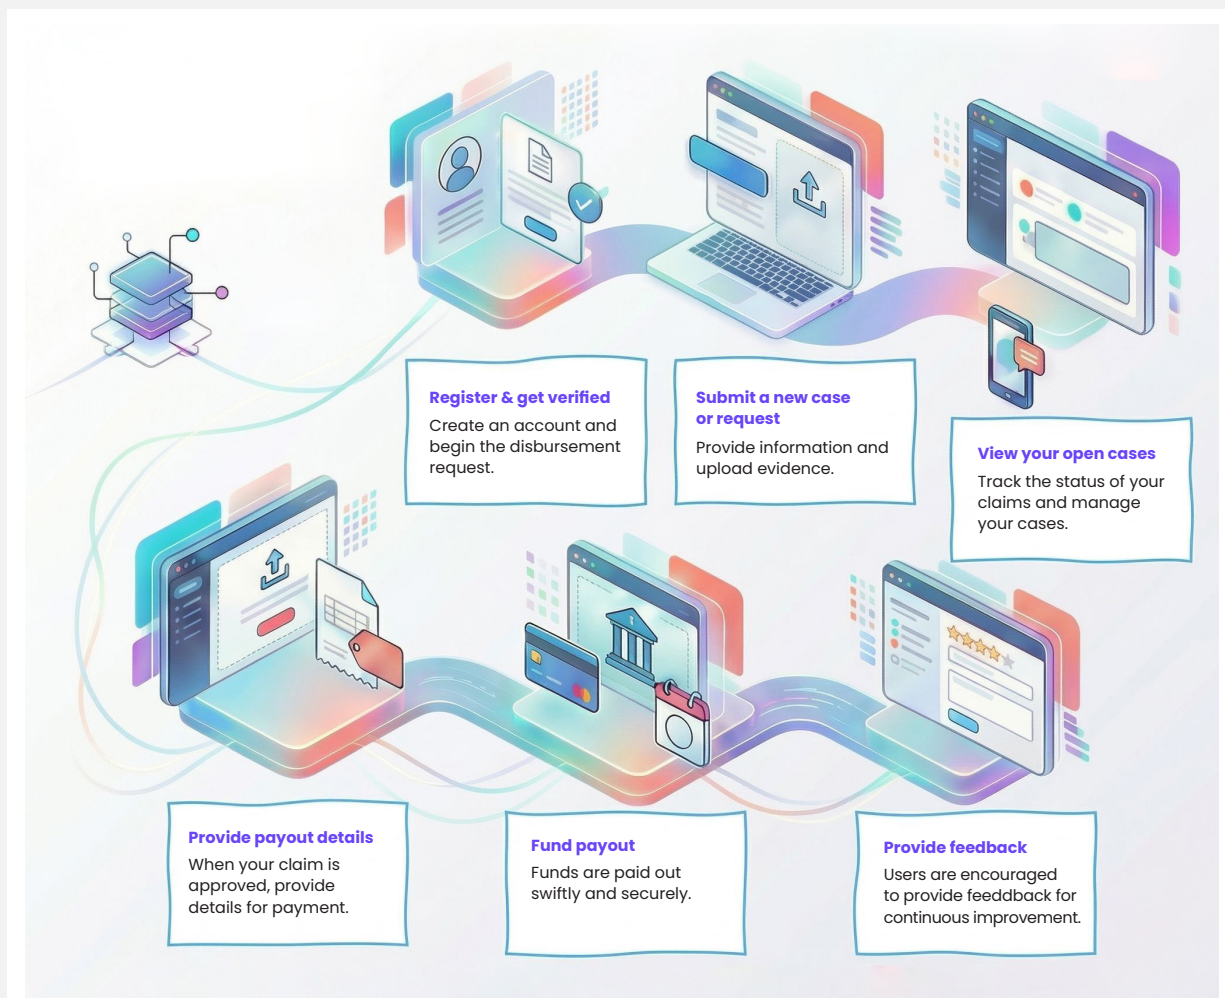 Register & get verified
Create an account and
begin the disbursement
request.
Submit a new case
or request
Provide information and
upload evidence.
View your open cases
Track the status of your
claims and manage
your cases.
Provide payout details
When your claim is
approved, provide
details for payment.
Fund payout
Funds are paid out
swiftly and securely.
Provide feedback
Users are encouraged
to provide feeddback for
continuous improvement.